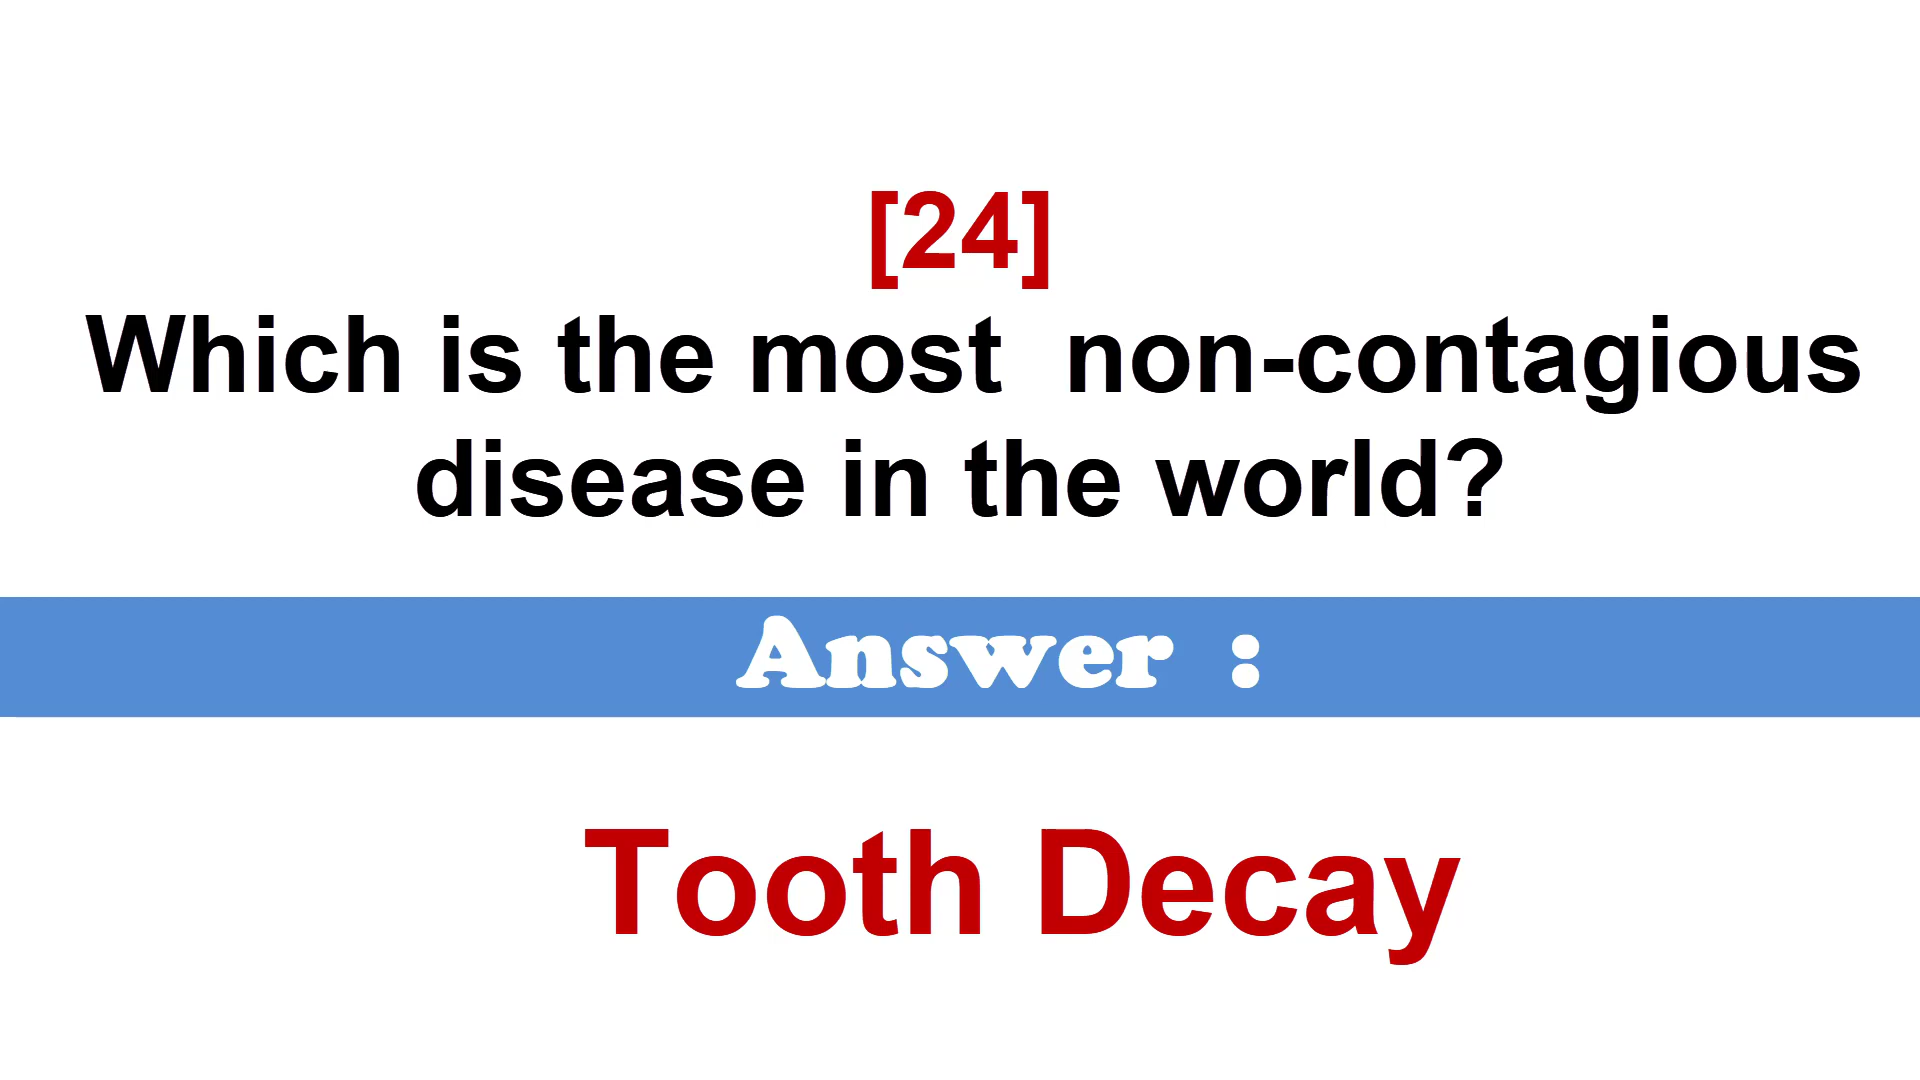 [24]
Which is the most  non-contagious
disease in the world?
Answer :
Tooth Decay